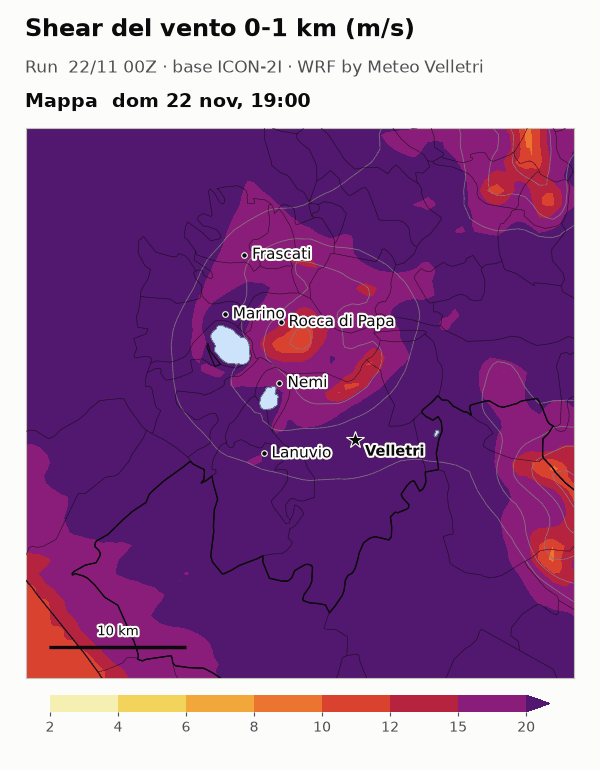 Shear del vento 0-1 km (m/s)
Run  22/11 00Z · base ICON-2I · WRF by Meteo Velletri
Mappa  dom 22 nov, 19:00
Frascati
Marino
Rocca di Papa
Nemi
Velletri
Lanuvio
10 km
2 4 6 8 10 12 15 20